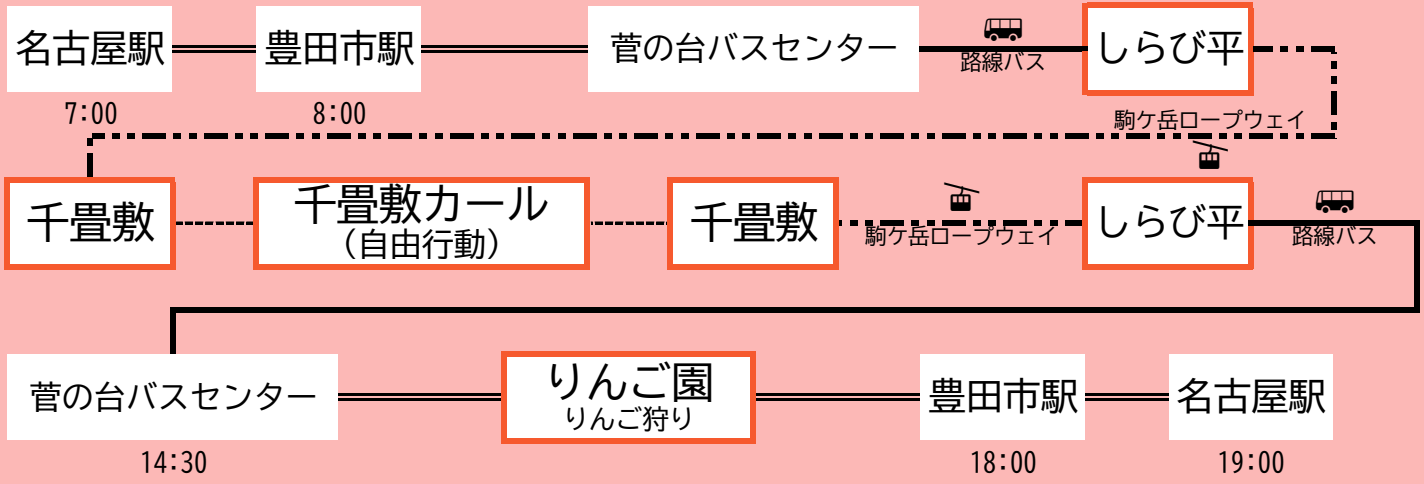 名古屋駅
豊田市駅
菅の台バスセンター
路線バス
しらび平
7:00
8:00
駒ケ岳ロープウェイ
千畳敷
千畳敷カール
（自由行動）
千畳敷
駒ケ岳ロープウェイ
しらび平
路線バス
菅の台バスセンター
りんご園
りんご狩り
豊田市駅
名古屋駅
14:30
18:00
19:00